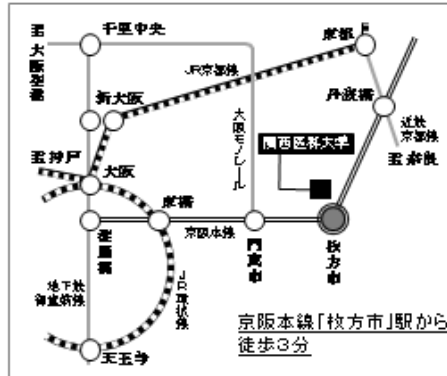 至大阪空港
千里中央
京都
JR京都線
新大阪
丹波橋
近鉄
京都線
至奈良
大阪モノレール
関西医科大学
至神戸
大阪
京橋
京阪本線
淀屋橋
門真市
枚方市
地下鉄
御堂筋線
JR環状線
天王寺
京阪本線「枚方市」駅から
徒歩3分